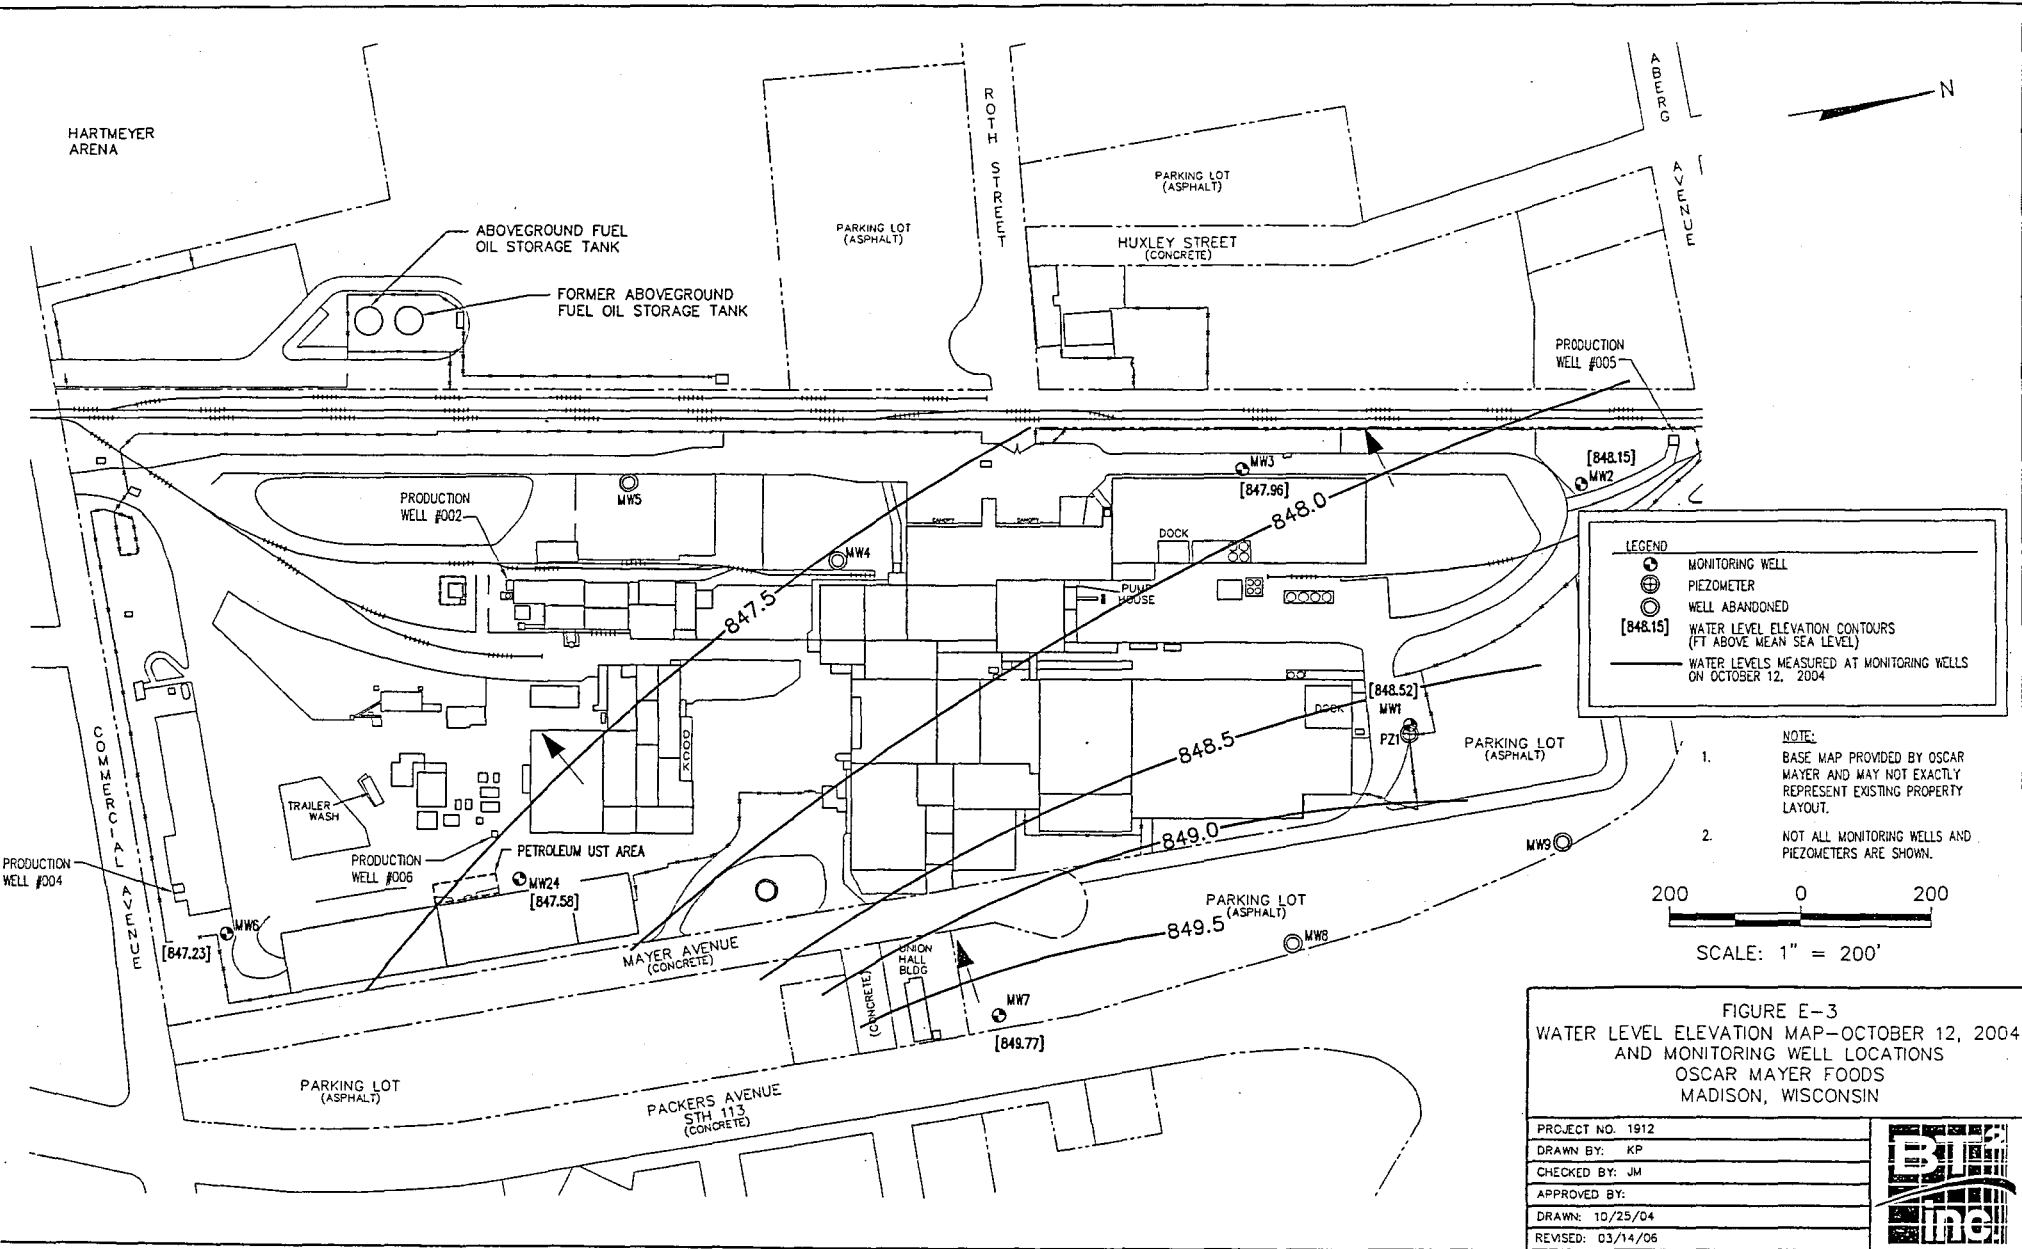 HARTMEYER
ARENA
ABOVEGROUND FUEL
OIL STORAGE TANK
FORMER ABOVEGROUND
FUEL OIL STORAGE TANK
PARKING LOT
(ASPHALT)
ROTH STREET
PARKING LOT
(ASPHALT)
HUXLEY STREET
(CONCRETE)
ABERG AVENUE
N
PRODUCTION
WELL #005
MW3
[847.96]
848.0
[848.15]
MW2
MW5
PRODUCTION
WELL #002
MW4
CANOPY
CANOPY
DOCK
PUMP
HOUSE
847.5
LEGEND
MONITORING WELL
PIEZOMETER
WELL ABANDONED
[848.15] WATER LEVEL ELEVATION CONTOURS
(FT ABOVE MEAN SEA LEVEL)
WATER LEVELS MEASURED AT MONITORING WELLS
ON OCTOBER 12, 2004
[848.52]
MW1
PZ1
DOCK
DOCK
848.5
PARKING LOT
(ASPHALT)
COMMERCIAL AVENUE
TRAILER
WASH
849.0
MW9
NOTE:
1. BASE MAP PROVIDED BY OSCAR
MAYER AND MAY NOT EXACTLY
REPRESENT EXISTING PROPERTY
LAYOUT.
2. NOT ALL MONITORING WELLS AND
PIEZOMETERS ARE SHOWN.
PRODUCTION
WELL #004
PRODUCTION
WELL #006
PETROLEUM UST AREA
MW24
[847.58]
MW6
[847.23]
PARKING LOT
(ASPHALT)
849.5
MW8
200 0 200
SCALE: 1" = 200'
MAYER AVENUE
(CONCRETE)
UNION
HALL
BLDG
(CONCRETE)
MW7
[849.77]
PARKING LOT
(ASPHALT)
PACKERS AVENUE
STH 113
(CONCRETE)
FIGURE E-3
WATER LEVEL ELEVATION MAP-OCTOBER 12, 2004
AND MONITORING WELL LOCATIONS
OSCAR MAYER FOODS
MADISON, WISCONSIN
PROJECT NO. 1912
DRAWN BY: KP
CHECKED BY: JM
APPROVED BY:
DRAWN: 10/25/04
REVISED: 03/14/06
BT²
inc